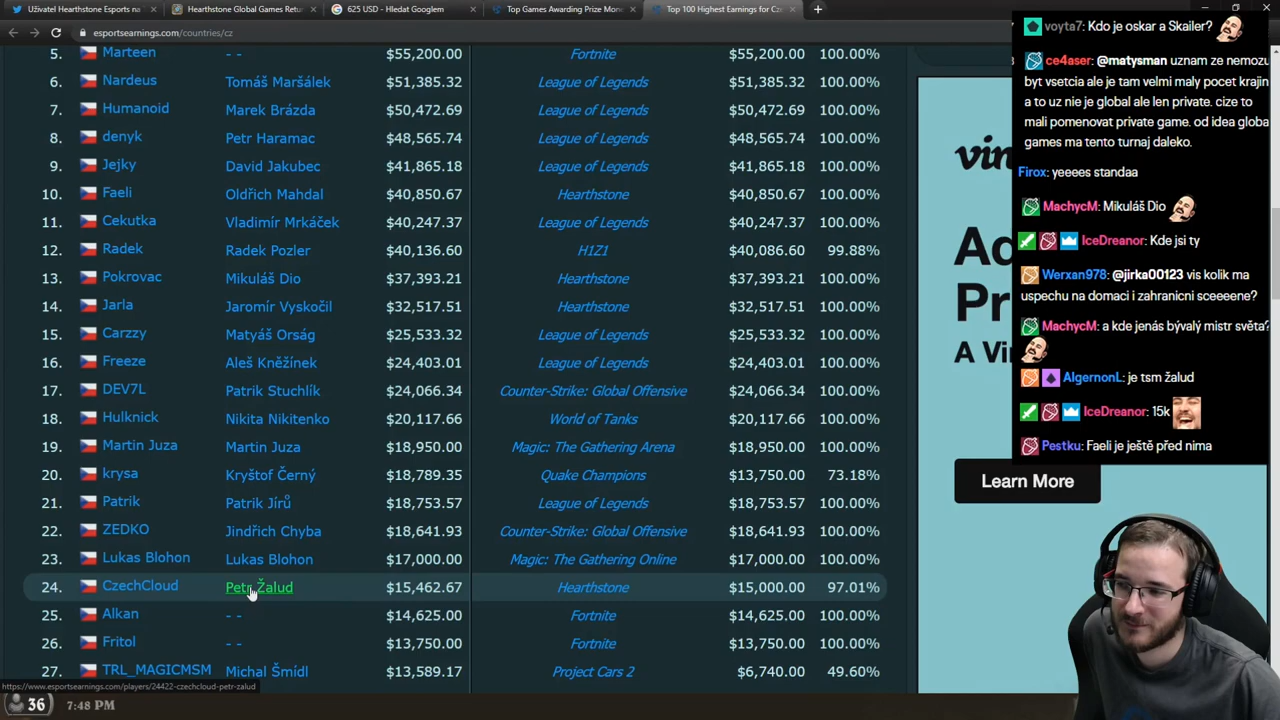 Uživatel Hearthstone Esports na
Hearthstone Global Games Retu
625 USD - Hledat Googlem
Top Games Awarding Prize Mone
Top 100 Highest Earnings for Cz
esportsearnings.com/countries/cz
5. Marteen - - $55,200.00 Fortnite $55,200.00 100.00%
6. Nardeus Tomáš Maršálek $51,385.32 League of Legends $51,385.32 100.00%
7. Humanoid Marek Brázda $50,472.69 League of Legends $50,472.69 100.00%
8. denyk Petr Haramac $48,565.74 League of Legends $48,565.74 100.00%
9. Jejky David Jakubec $41,865.18 League of Legends $41,865.18 100.00%
10. Faeli Oldřich Mahdal $40,850.67 Hearthstone $40,850.67 100.00%
11. Cekutka Vladimír Mrkáček $40,247.37 League of Legends $40,247.37 100.00%
12. Radek Radek Pozler $40,136.60 H1Z1 $40,086.60 99.88%
13. Pokrovac Mikuláš Dio $37,393.21 Hearthstone $37,393.21 100.00%
14. Jarla Jaromír Vyskočil $32,517.51 Hearthstone $32,517.51 100.00%
15. Carzzy Matyáš Orság $25,533.32 League of Legends $25,533.32 100.00%
16. Freeze Aleš Kněžínek $24,403.01 League of Legends $24,403.01 100.00%
17. DEV7L Patrik Stuchlík $24,066.34 Counter-Strike: Global Offensive $24,066.34 100.00%
18. Hulknick Nikita Nikitenko $20,117.66 World of Tanks $20,117.66 100.00%
19. Martin Juza Martin Juza $18,950.00 Magic: The Gathering Arena $18,950.00 100.00%
20. krysa Kryštof Černý $18,789.35 Quake Champions $13,750.00 73.18%
21. Patrik Patrik Jírů $18,753.57 League of Legends $18,753.57 100.00%
22. ZEDKO Jindřich Chyba $18,641.93 Counter-Strike: Global Offensive $18,641.93 100.00%
23. Lukas Blohon Lukas Blohon $17,000.00 Magic: The Gathering Online $17,000.00 100.00%
24. CzechCloud Petr Žalud $15,462.67 Hearthstone $15,000.00 97.01%
25. Alkan - - $14,625.00 Fortnite $14,625.00 100.00%
26. Fritol - - $13,750.00 Fortnite $13,750.00 100.00%
27. TRL_MAGICMSM Michal Šmídl $13,589.17 Project Cars 2 $6,740.00 49.60%
https://www.esportsearnings.com/players/24422-czechcloud-petr-zalud
36 7:48 PM
vin
Ad
Pr
A Vi
Learn More
voyta7: Kdo je oskar a Skailer?
ce4aser: @matysman uznam ze nemozu
byt vsetcia ale je tam velmi maly pocet krajin
a to uz nie je global ale len private. cize to
mali pomenovat private game. od idea globa
games ma tento turnaj daleko.
Firox: yeeees standaa
MachycM: Mikuláš Dio
IceDreanor: Kde jsi ty
Werxan978: @jirka00123 vis kolik ma
uspechu na domaci i zahranicni sceeeene?
MachycM: a kde jenás bývalý mistr světa?
AlgernonL: je tsm žalud
IceDreanor: 15k
Pestku: Faeli je ještě před nima